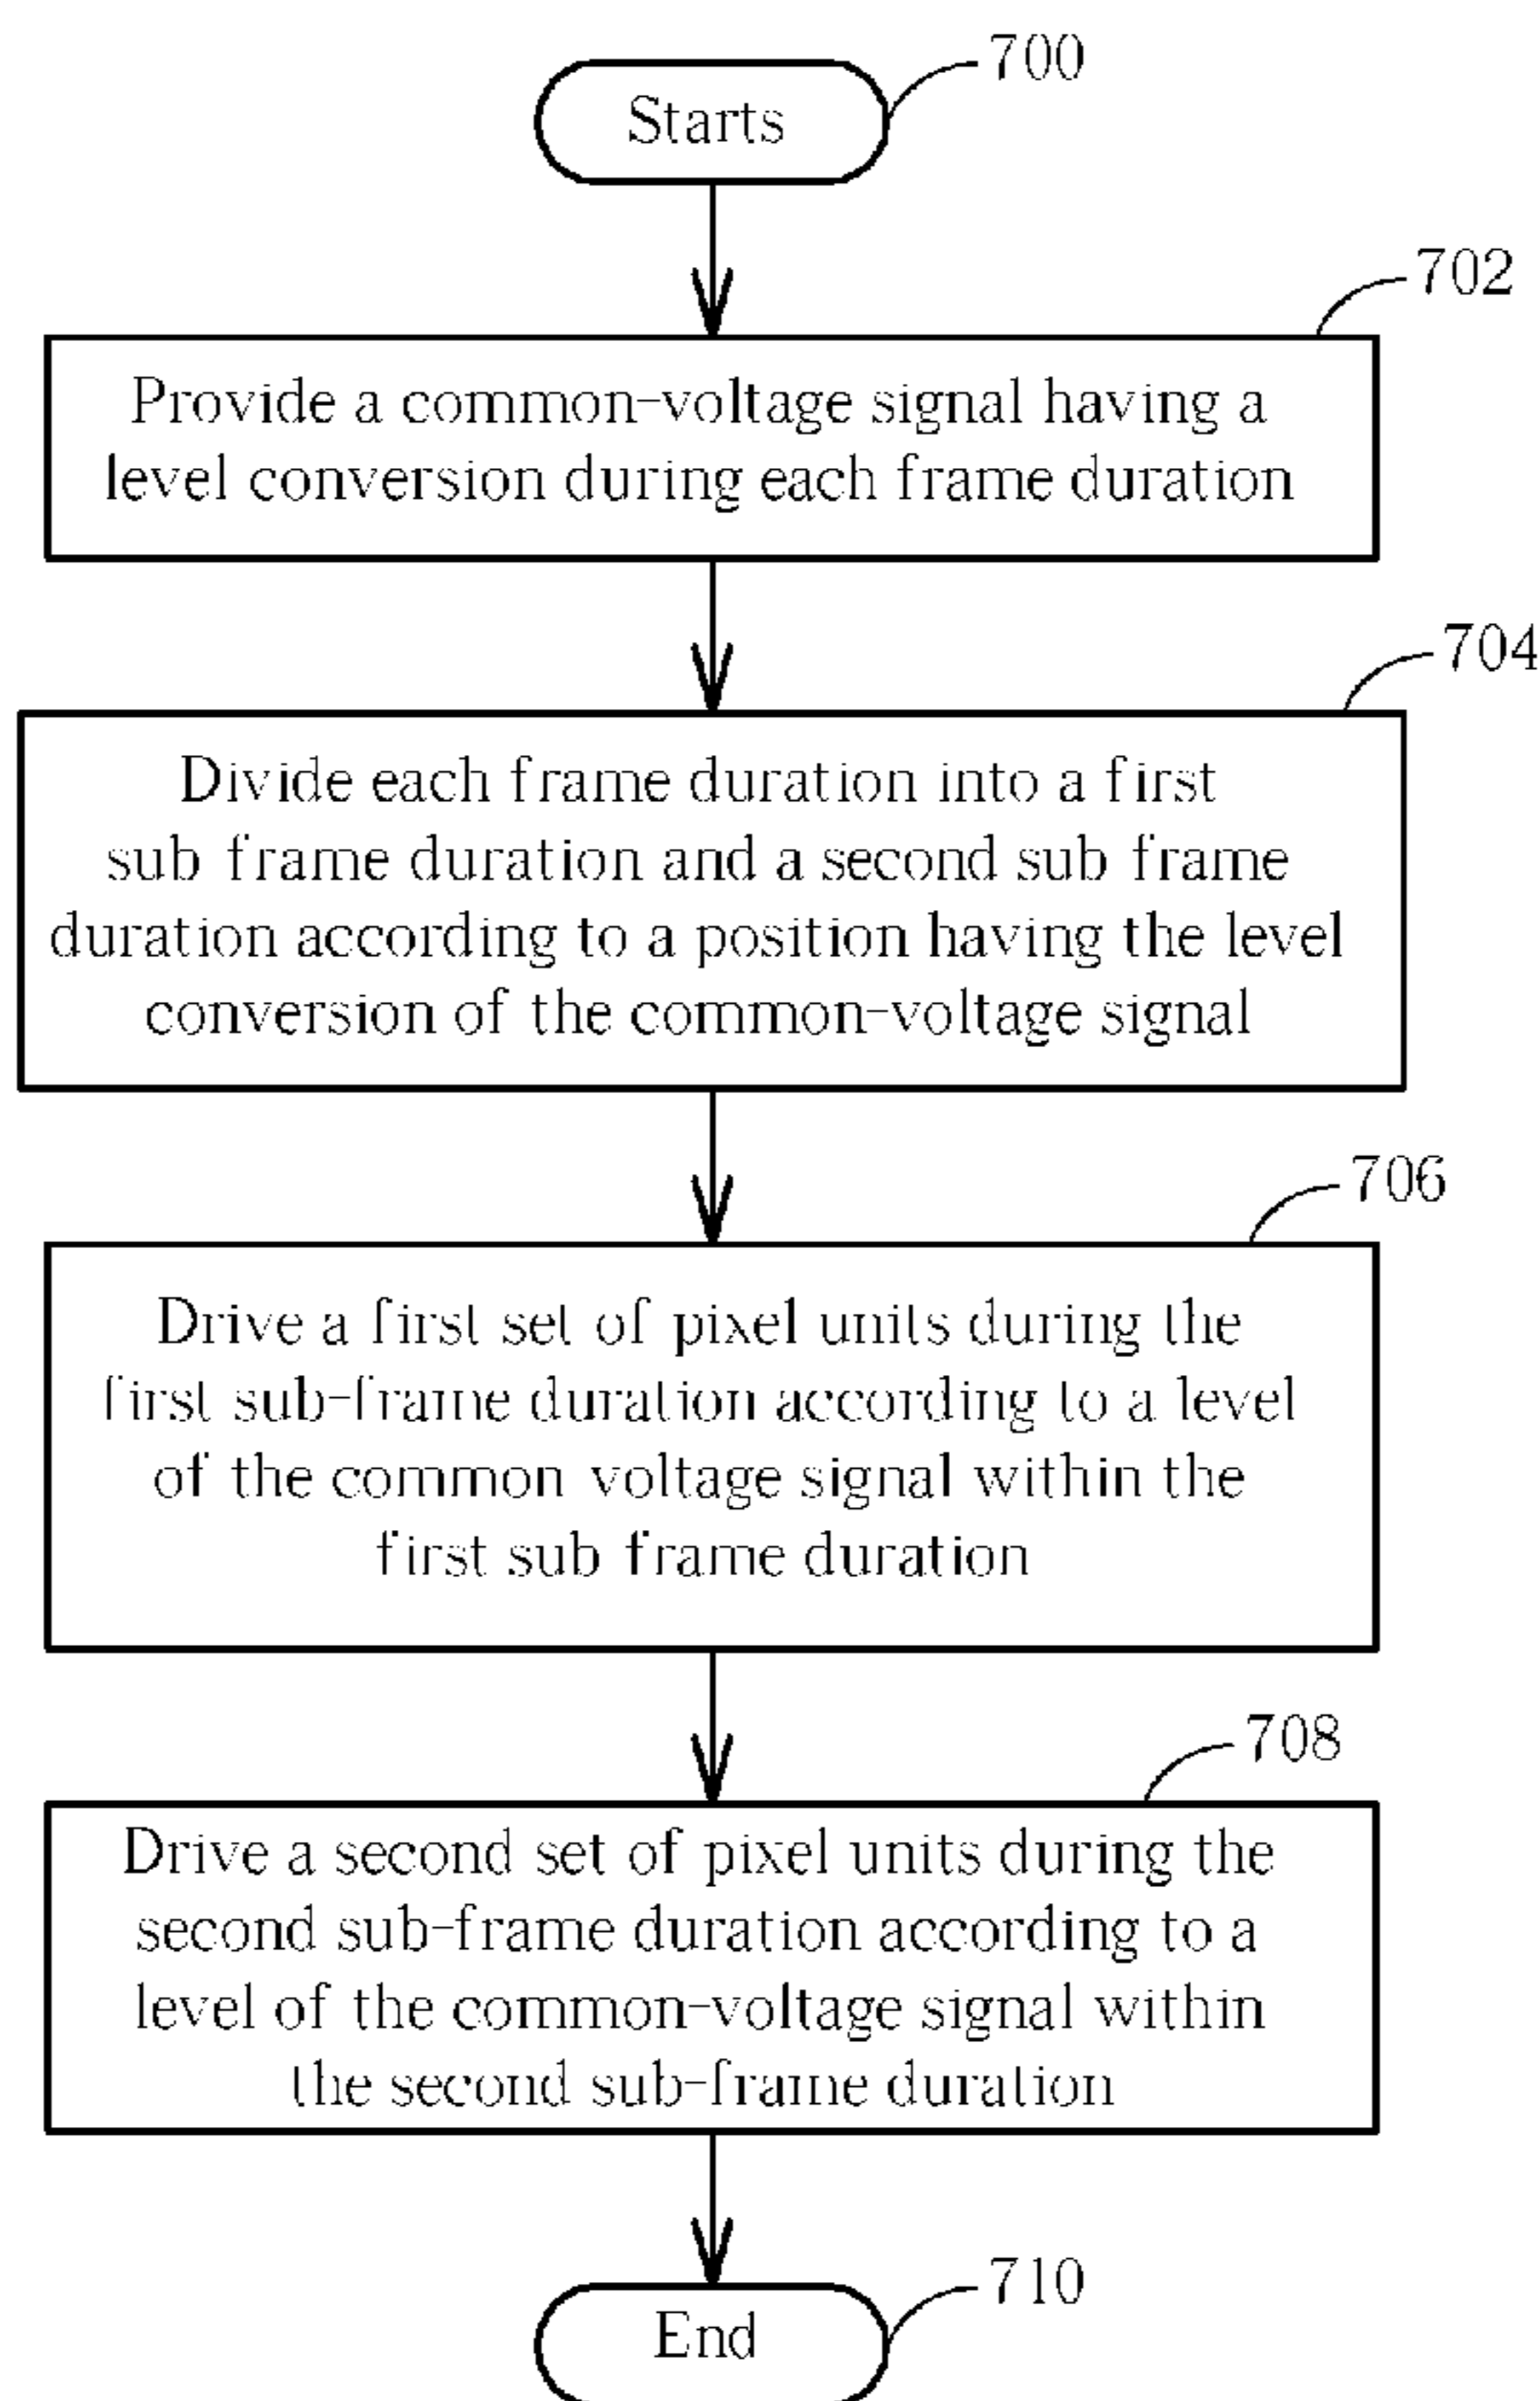 700
Starts
702
Provide a common-voltage signal having a
level conversion during each frame duration
704
Divide each frame duration into a first
sub frame duration and a second sub frame
duration according to a position having the level
conversion of the common-voltage signal
706
Drive a first set of pixel units during the
first sub-frame duration according to a level
of the common voltage signal within the
first sub frame duration
708
Drive a second set of pixel units during the
second sub-frame duration according to a
level of the common-voltage signal within
the second sub-frame duration
710
End